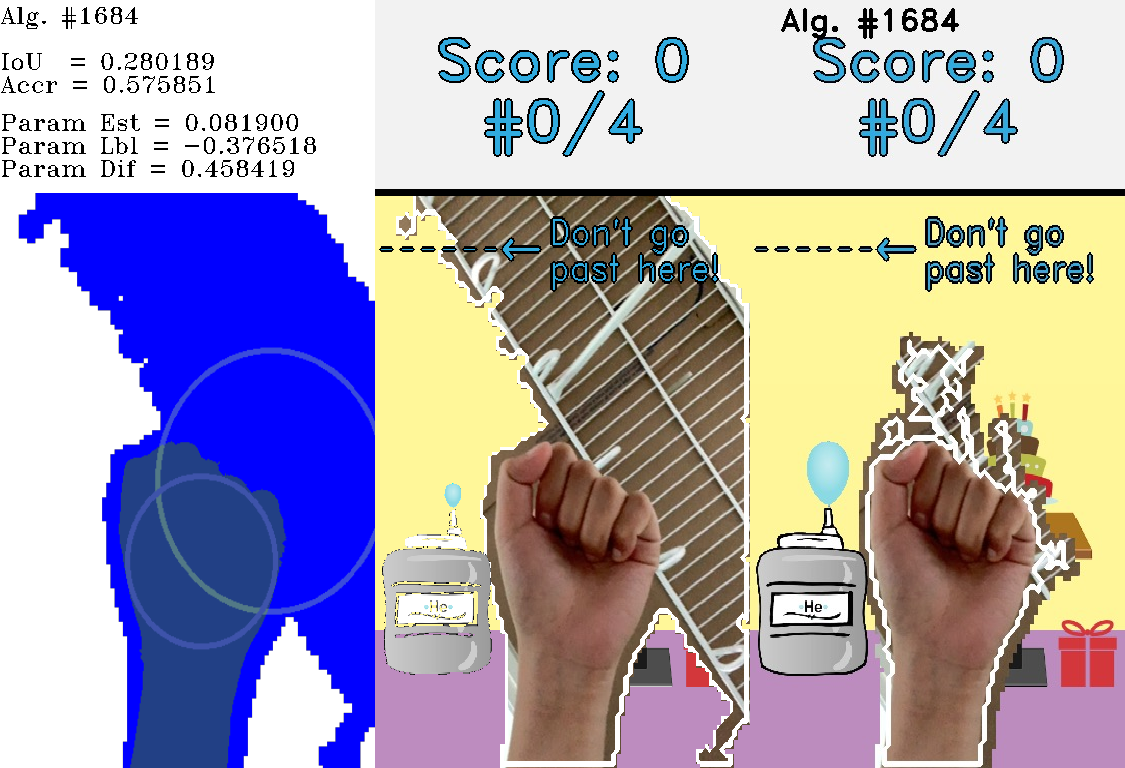 Alg. #1684
IoU = 0.280189
Accr = 0.575851
Param Est = 0.081900
Param Lbl = −0.376518
Param Dif = 0.458419
Score: 0
#0/4
Don't go
past here!
He
Alg. #1684
Score: 0
#0/4
Don't go
past here!
He